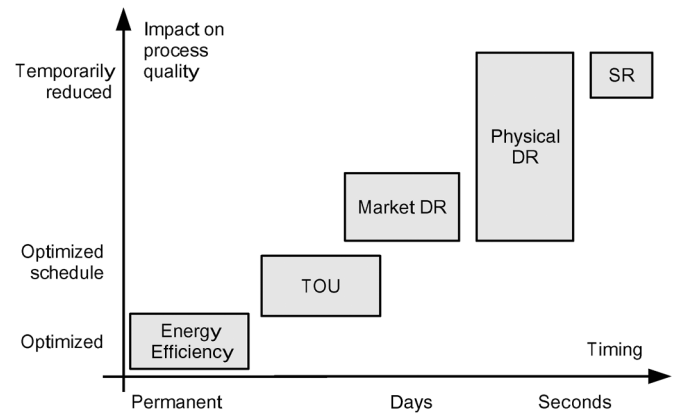 Impact on
process
quality
Temporarily
reduced
SR
Physical
DR
Market DR
Optimized
schedule
TOU
Optimized
Energy
Efficiency
Timing
Permanent
Days
Seconds